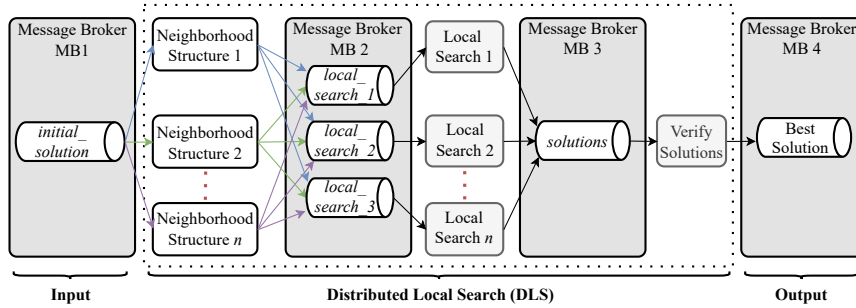 Message Broker
MB1
initial_
solution
Neighborhood
Structure 1
Neighborhood
Structure 2
Neighborhood
Structure n
Message Broker
MB 2
local_
search_1
local_
search_2
local_
search_3
Local
Search 1
Local
Search 2
Local
Search n
Message Broker
MB 3
solutions
Verify
Solutions
Message Broker
MB 4
Best
Solution
Input
Distributed Local Search (DLS)
Output